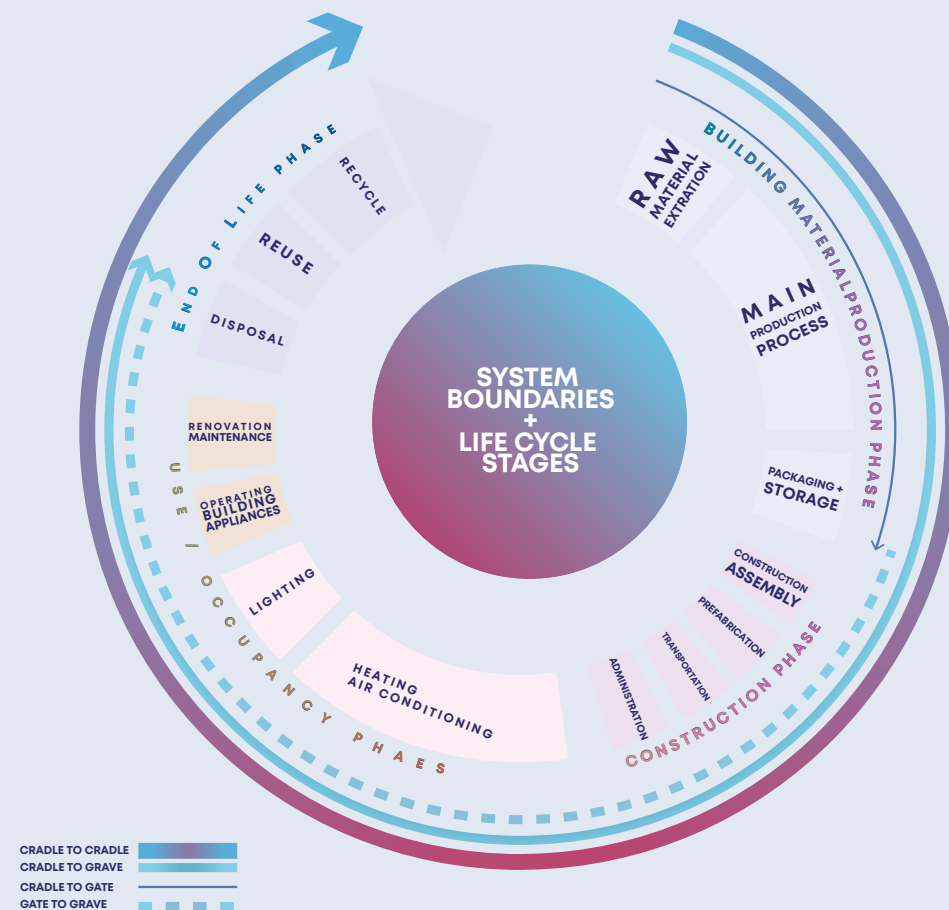 SYSTEM
BOUNDARIES
+
LIFE CYCLE
STAGES
BUILDING MATERIALPRODUCTION PHASE
RAW
MATERIAL
EXTRATION
MAIN
PRODUCTION
PROCESS
PACKAGING +
STORAGE
CONSTRUCTION PHASE
CONSTRUCTION
ASSEMBLY
PREFABRICATION
TRANSPORTATION
ADMINISTRATION
USE / OCCUPANCY PHAES
HEATING
AIR CONDITIONING
LIGHTING
OPERATING
BUILDING
APPLIANCES
RENOVATION
MAINTENANCE
END OF LIFE PHASE
DISPOSAL
REUSE
RECYCLE
CRADLE TO CRADLE
CRADLE TO GRAVE
CRADLE TO GATE
GATE TO GRAVE